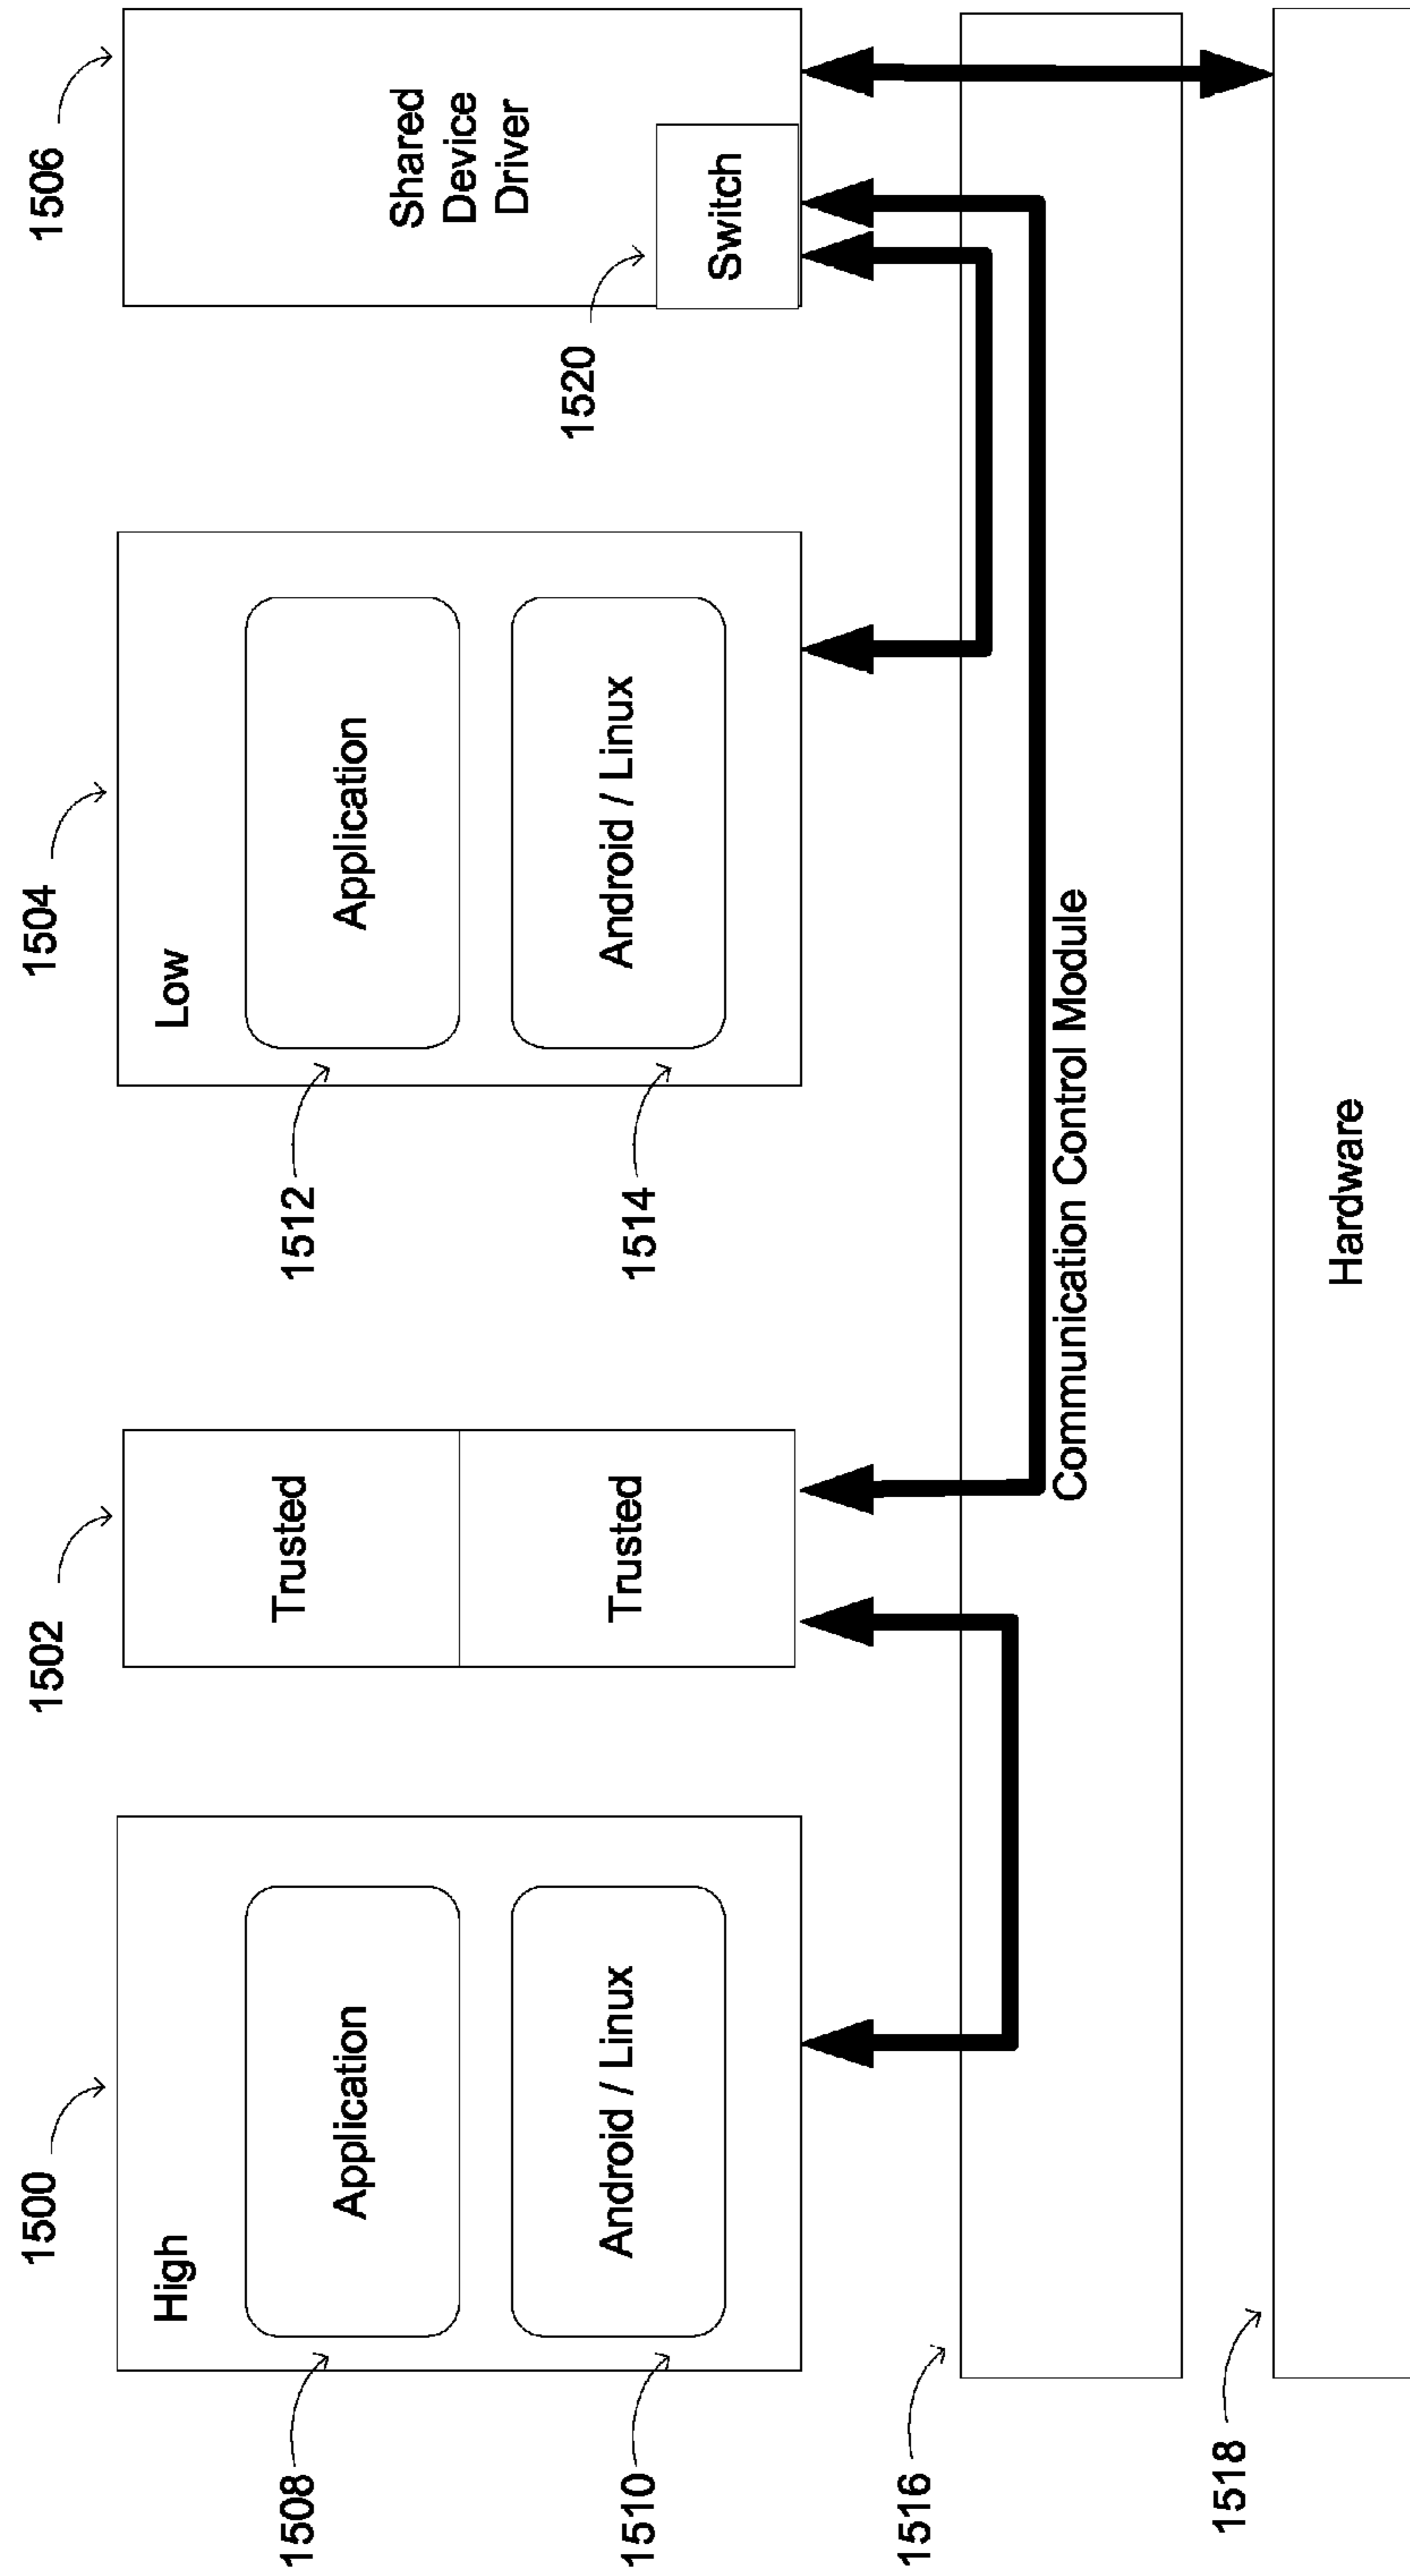 1500
1502
1504
1506
High
Low
Application
Trusted
Application
Shared
Device
Driver
1508
1512
Android / Linux
Trusted
Android / Linux
1520
Switch
1510
1514
1516
Communication Control Module
1518
Hardware